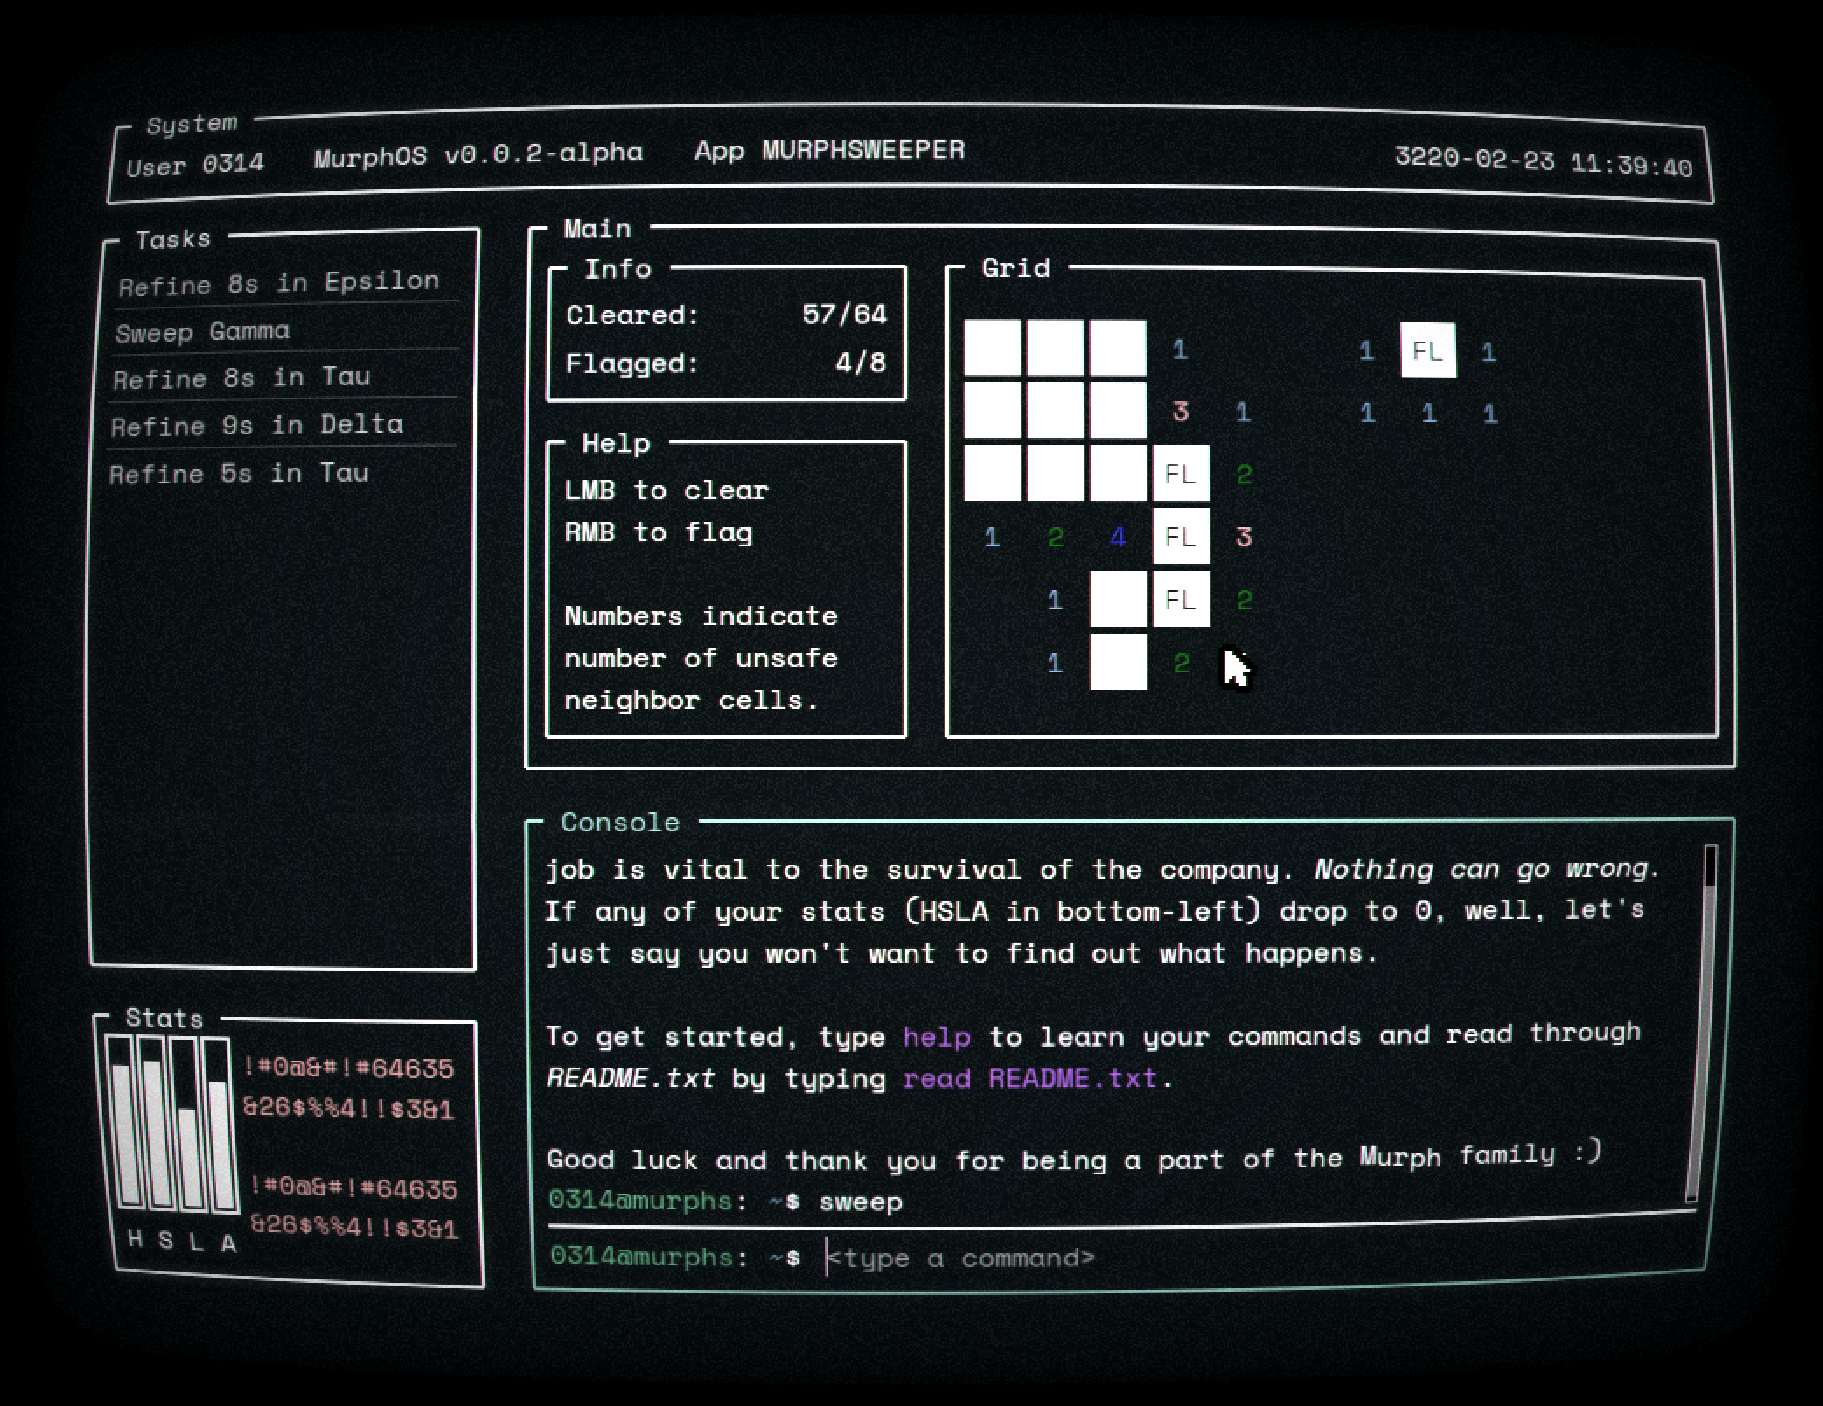 System
User 0314 MurphOS v0.0.2-alpha App MURPHSWEEPER 3220-02-23 11:39:40
Tasks
Refine 8s in Epsilon
Sweep Gamma
Refine 8s in Tau
Refine 9s in Delta
Refine 5s in Tau
Main
Info
Cleared: 57/64
Flagged: 4/8
Help
LMB to clear
RMB to flag
Numbers indicate
number of unsafe
neighbor cells.
Grid
1 1 FL 1
3 1 1 1 1
FL 2
1 2 4 FL 3
1 FL 2
1 2
Console
job is vital to the survival of the company. Nothing can go wrong.
If any of your stats (HSLA in bottom-left) drop to 0, well, let's
just say you won't want to find out what happens.
To get started, type help to learn your commands and read through
README.txt by typing read README.txt.
Good luck and thank you for being a part of the Murph family :)
0314@murphs: ~$ sweep
0314@murphs: ~$ <type a command>
Stats
!#0@&#!#64635
&26$%%4!!$3&1
!#0@&#!#64635
&26$%%4!!$3&1
H S L A